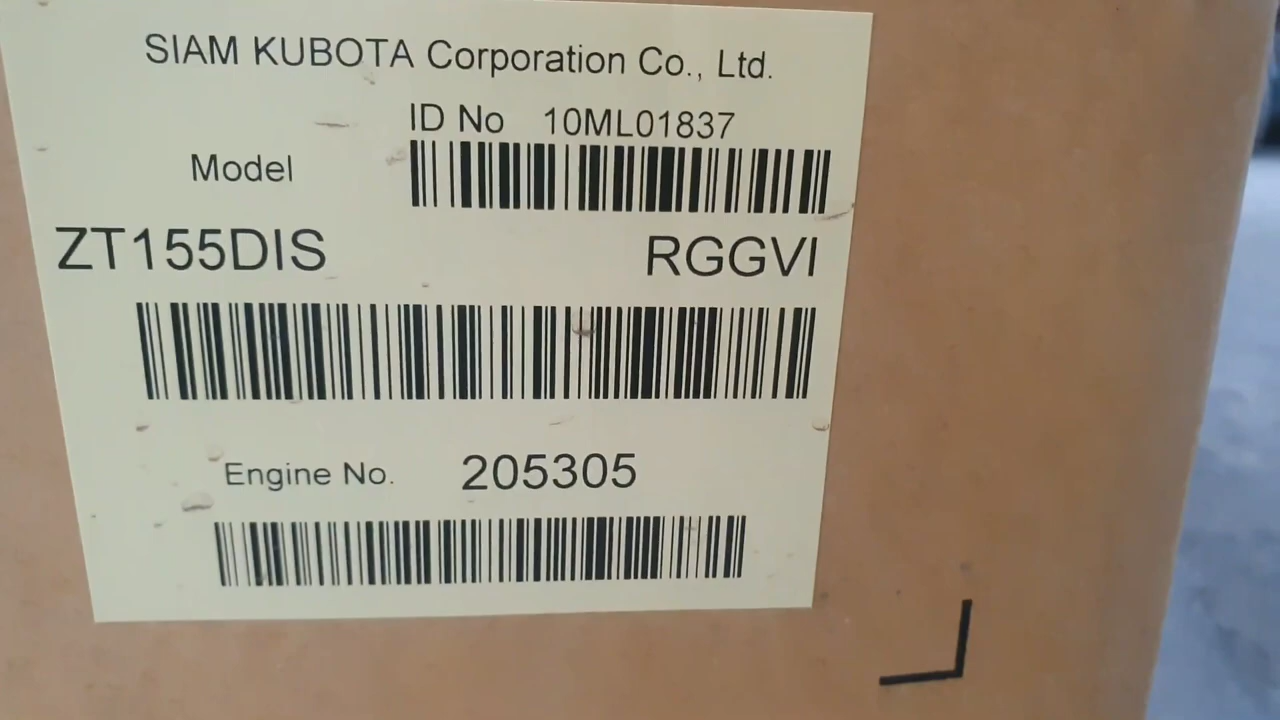 SIAM KUBOTA Corporation Co., Ltd.
ID No 10ML01837
Model
ZT155DIS RGGVI
Engine No. 205305